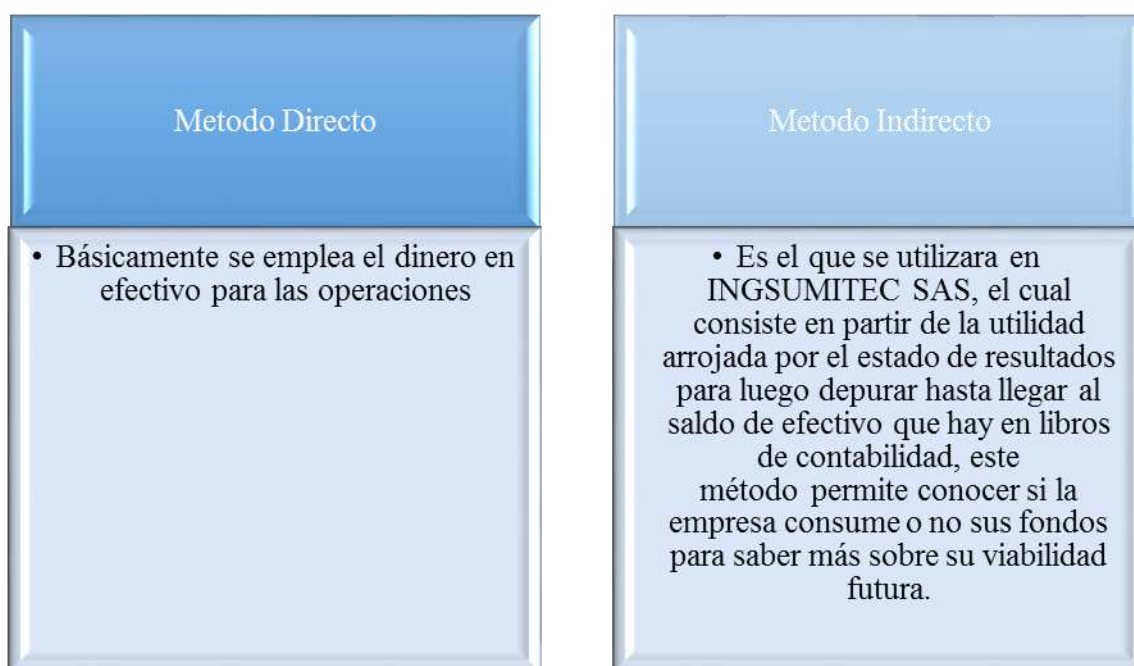 Metodo Directo
• Básicamente se emplea el dinero en
efectivo para las operaciones
Metodo Indirecto
• Es el que se utilizara en
INGSUMITEC SAS, el cual
consiste en partir de la utilidad
arrojada por el estado de resultados
para luego depurar hasta llegar al
saldo de efectivo que hay en libros
de contabilidad, este
método permite conocer si la
empresa consume o no sus fondos
para saber más sobre su viabilidad
futura.